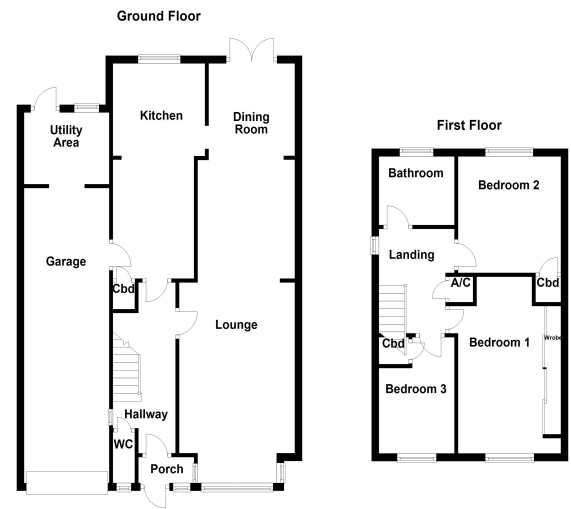 Ground Floor
Kitchen
Dining
Room
Utility
Area
Garage
Cbd
Lounge
Hallway
WC
Porch
First Floor
Bathroom
Bedroom 2
Landing
A/C
Cbd
Bedroom 1
Wrobe
Cbd
Bedroom 3